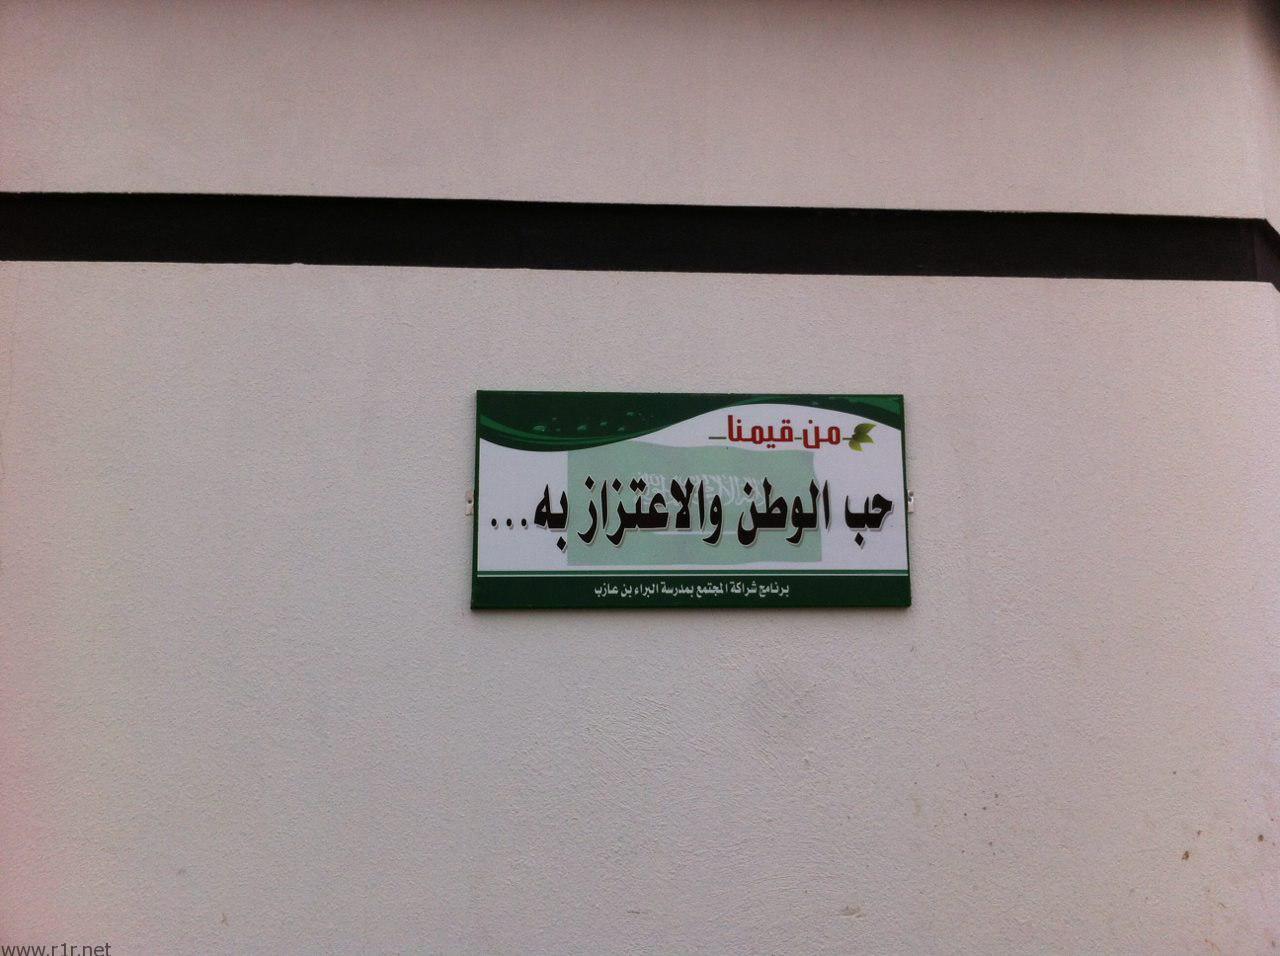 من قيمنا
حب الوطن والاعتزاز به...
برنامج شراكة المجتمع بمدرسة البراء بن عازب
www.r1r.net